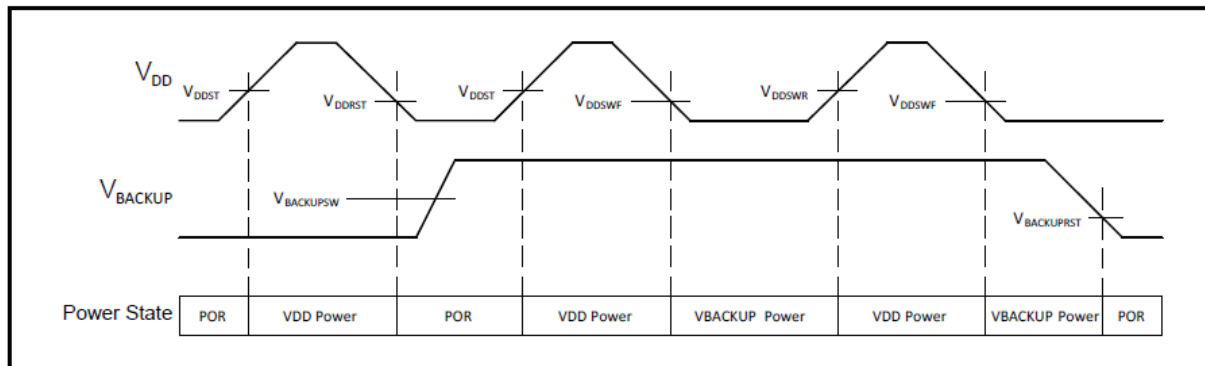 VDD
VDDST
VDDRST
VDDST
VDDSWF
VDDSWR
VDDSWF
VBACKUP
VBACKUPSW
VBACKUPRST
Power State POR VDD Power POR VDD Power VBACKUP Power VDD Power VBACKUP Power POR